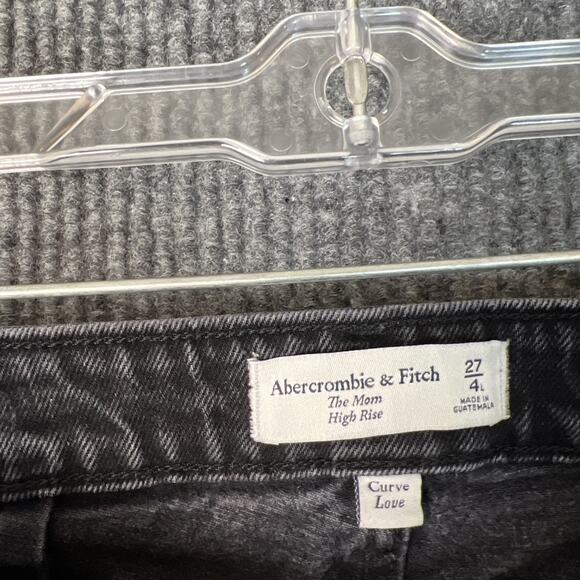 Abercrombie & Fitch
The Mom
High Rise
27
4L
MADE IN
GUATEMALA
Curve
Love